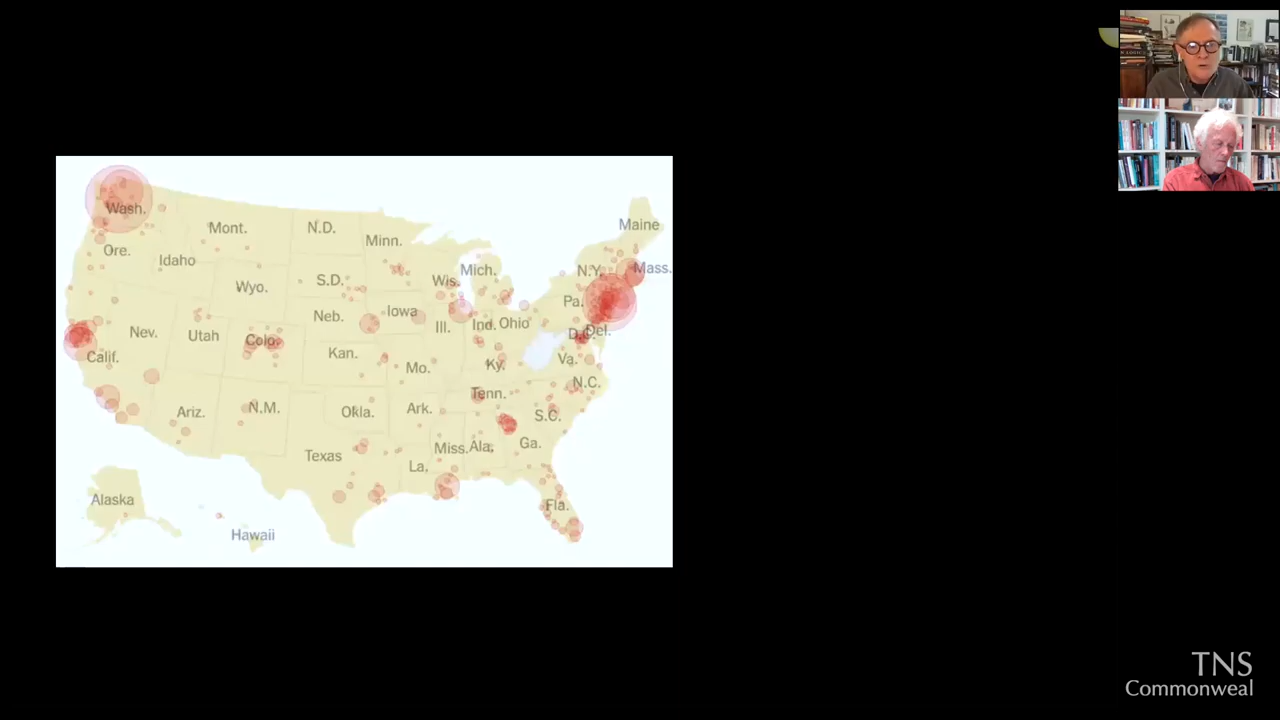 Wash.
Mont.
N.D.
Minn.
Maine
Ore.
Idaho
S.D.
Wis.
Mich.
N.Y.
Mass.
Wyo.
Neb.
Iowa
Ill.
Ind.
Ohio
Pa.
Nev.
Utah
Colo.
D.C.
Del.
Calif.
Kan.
Mo.
Ky.
Va.
Ariz.
N.M.
Okla.
Ark.
Tenn.
N.C.
S.C.
Texas
La.
Miss.
Ala.
Ga.
Alaska
Hawaii
Fla.
TNS
Commonweal